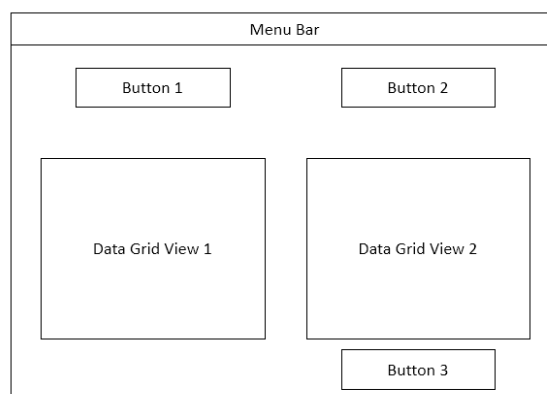 Menu Bar
Button 1
Button 2
Data Grid View 1
Data Grid View 2
Button 3